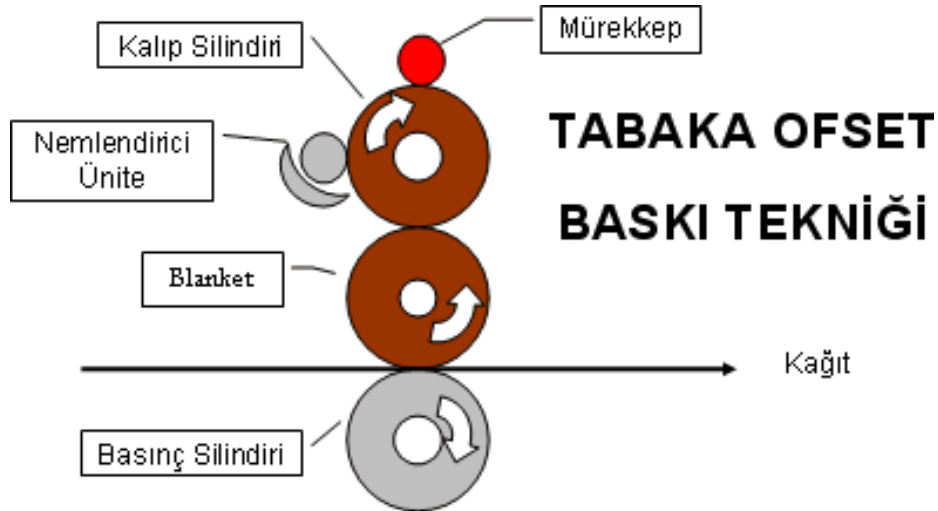 Mürekkep
Kalıp Silindiri
TABAKA OFSET
BASKI TEKNİĞİ
Nemlendirici
Ünite
Blanket
Kağıt
Basınç Silindiri